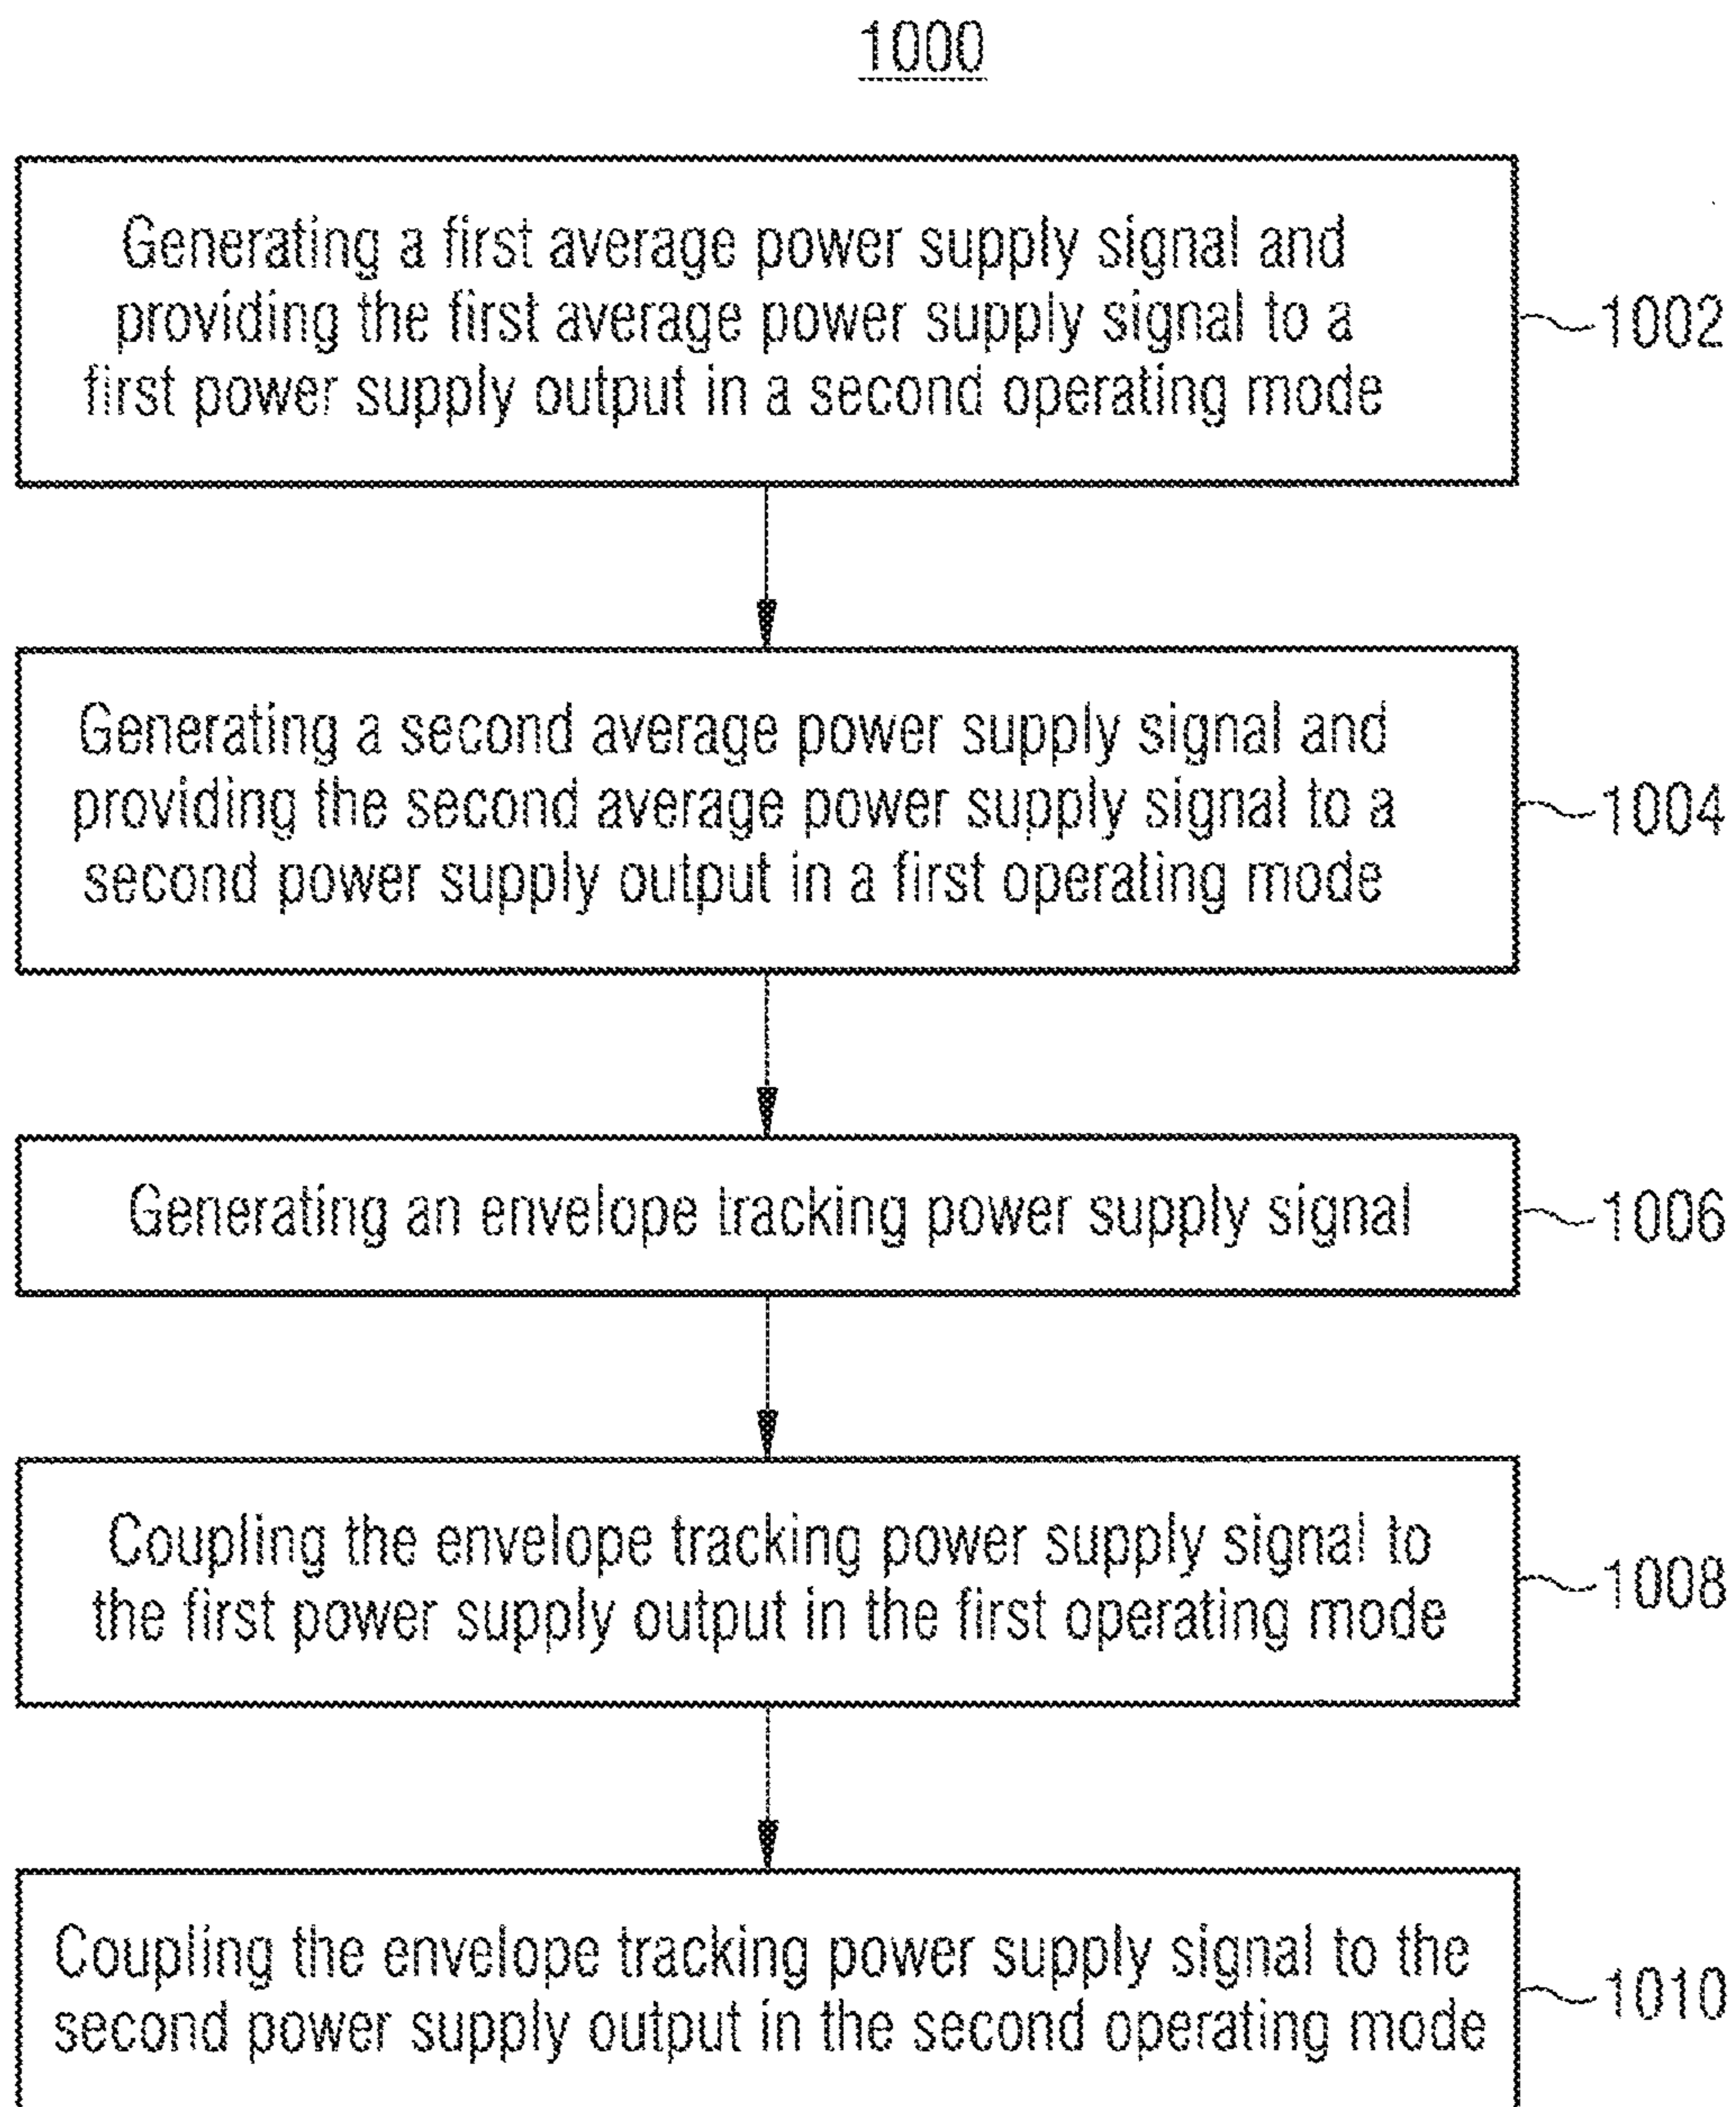 1000
Generating a first average power supply signal and
providing the first average power supply signal to a
first power supply output in a second operating mode
1002
Generating a second average power supply signal and
providing the second average power supply signal to a
second power supply output in a first operating mode
1004
Generating an envelope tracking power supply signal
1006
Coupling the envelope tracking power supply signal to
the first power supply output in the first operating mode
1008
Coupling the envelope tracking power supply signal to the
second power supply output in the second operating mode
1010